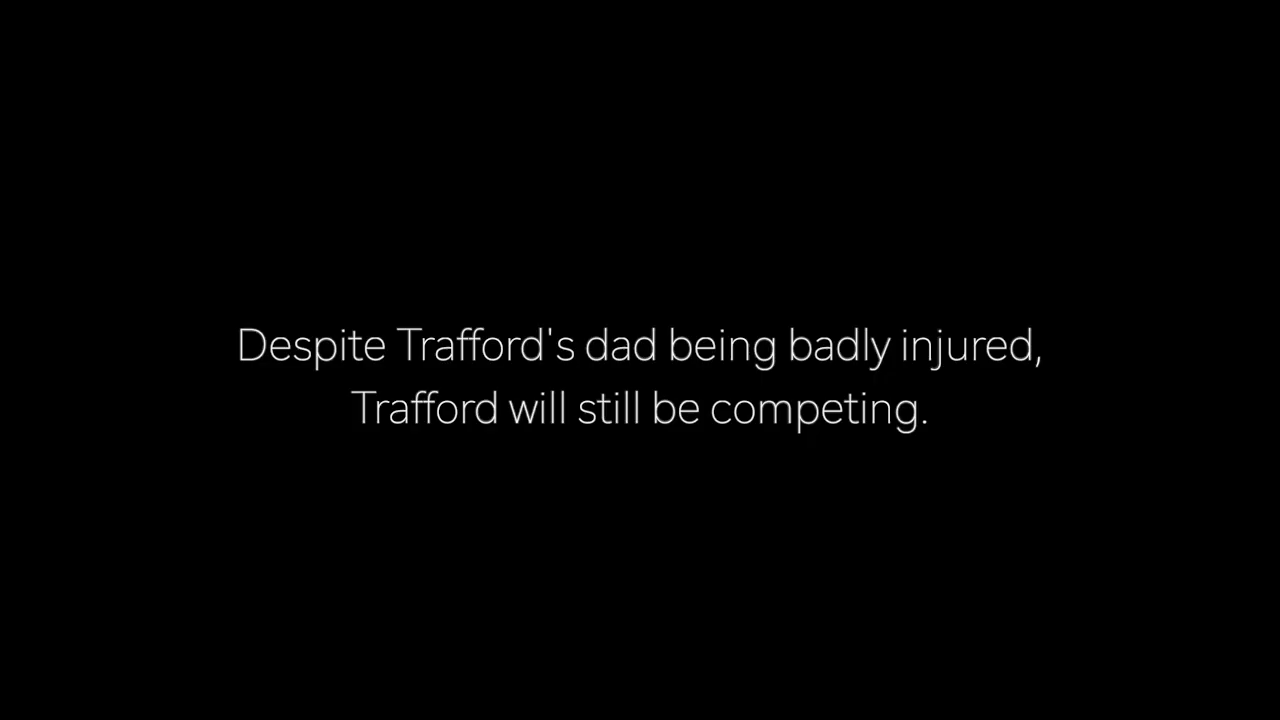 Despite Trafford's dad being badly injured,
Trafford will still be competing.